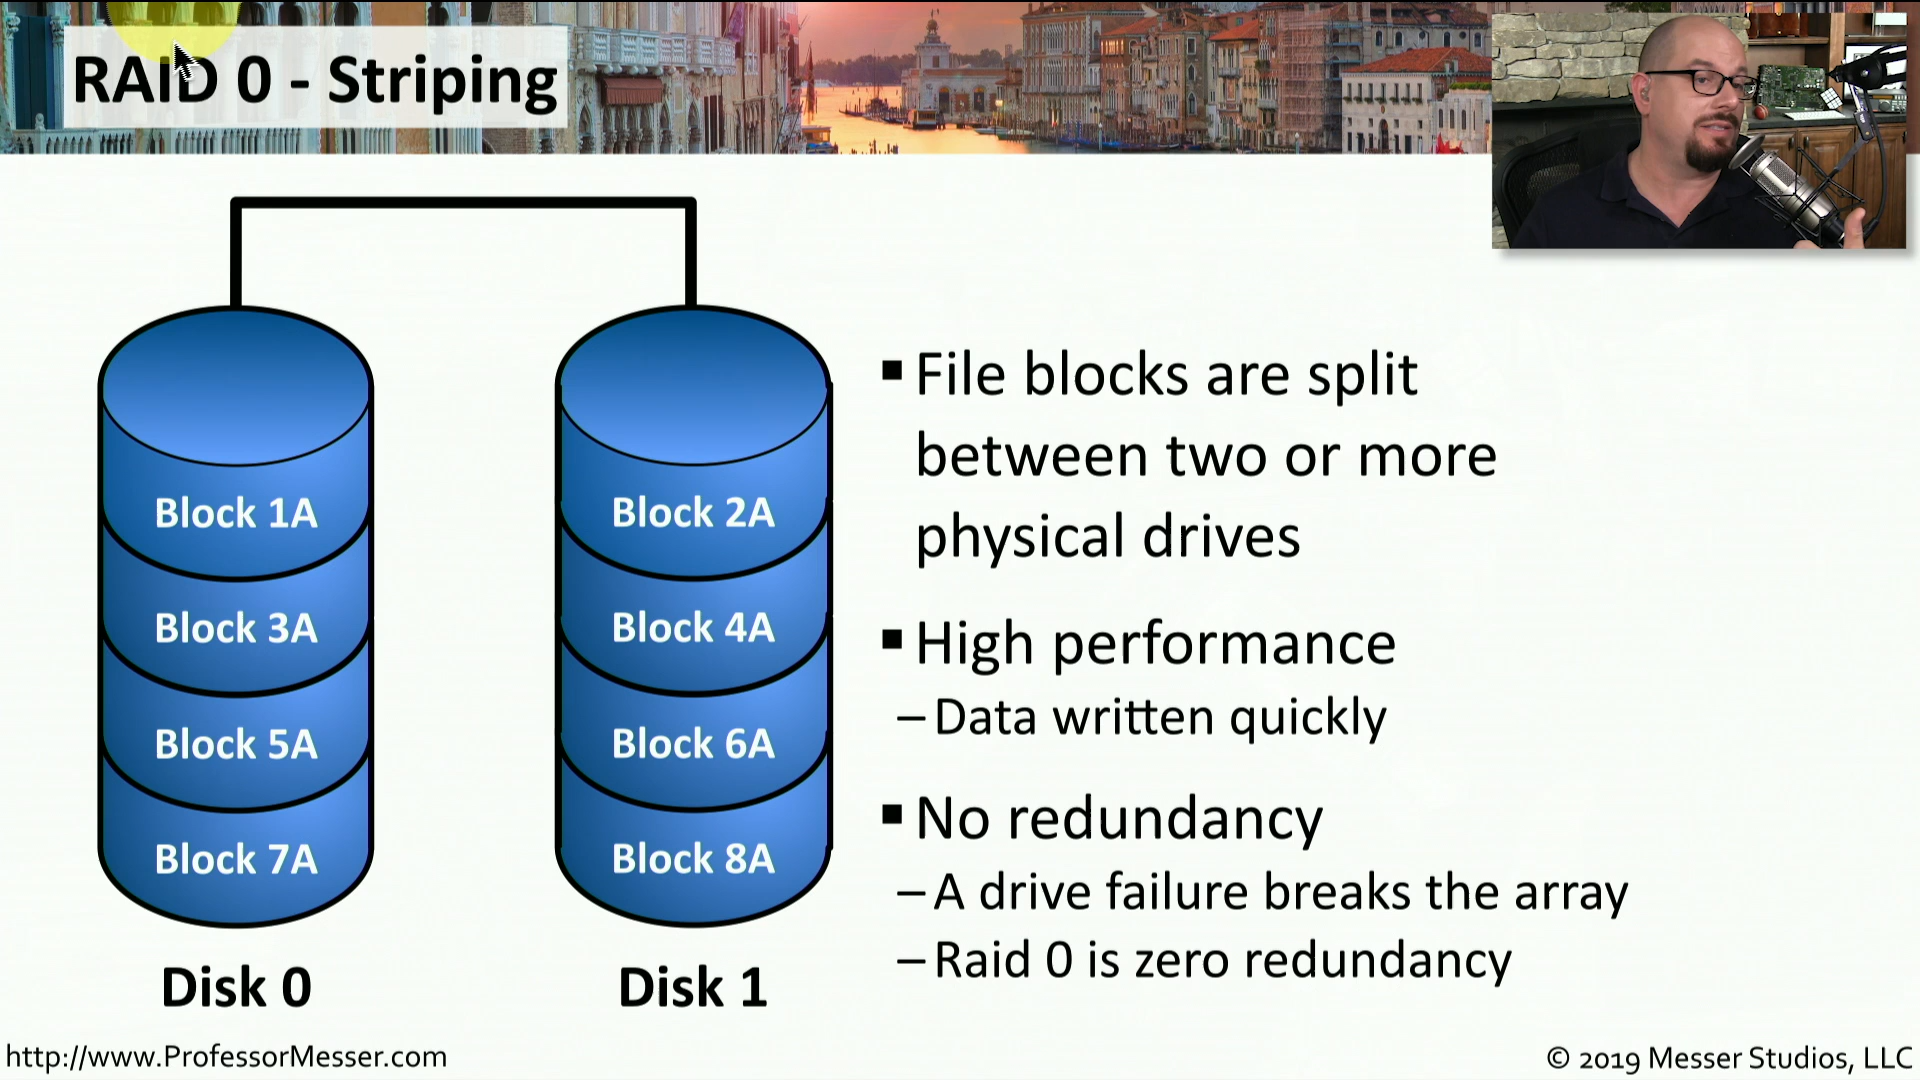 RAID 0 - Striping
Block 1A
Block 3A
Block 5A
Block 7A
Disk 0
Block 2A
Block 4A
Block 6A
Block 8A
Disk 1
▪ File blocks are split
between two or more
physical drives
▪ High performance
– Data written quickly
▪ No redundancy
– A drive failure breaks the array
– Raid 0 is zero redundancy
http://www.ProfessorMesser.com
© 2019 Messer Studios, LLC